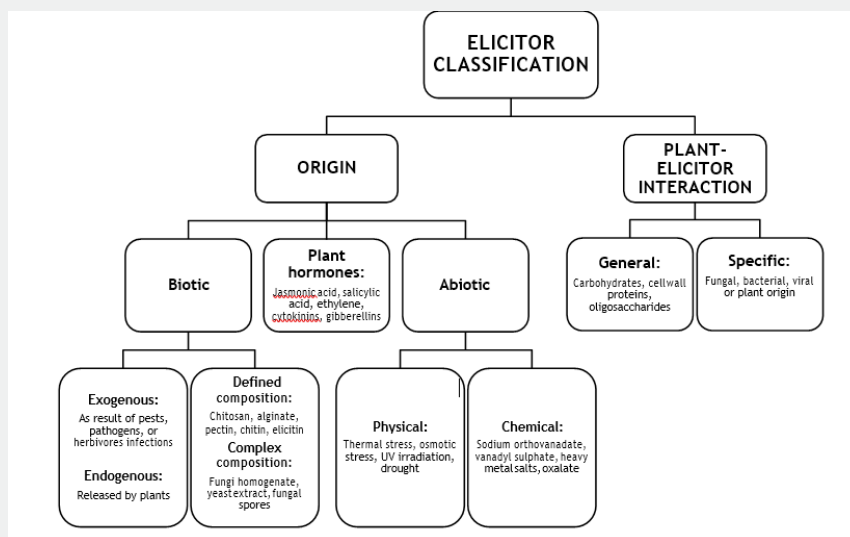 ELICITOR
CLASSIFICATION
ORIGIN
PLANT-
ELICITOR
INTERACTION
Biotic
Plant
hormones:
Jasmonic acid, salicylic
acid, ethylene,
cytokinins, gibberellins
Abiotic
General:
Carbohydrates, cellwall
proteins,
oligosaccharides
Specific:
Fungal, bacterial, viral
or plant origin
Exogenous:
As result of pests,
pathogens, or
herbivores infections
Endogenous:
Released by plants
Defined
composition:
Chitosan, alginate,
pectin, chitin, elicitin
Complex
composition:
Fungi homogenate,
yeast extract, fungal
spores
Physical:
Thermal stress, osmotic
stress, UV irradiation,
drought
Chemical:
Sodium orthovanadate,
vanadyl sulphate, heavy
metal salts, oxalate